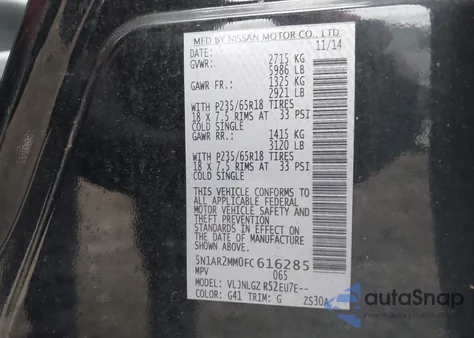 MFD BY NISSAN MOTOR CO., LTD
DATE: 11/14
GVWR: 2715 KG
5986 LB
GAWR FR.: 1325 KG
2921 LB
WITH P235/65R18 TIRES
18 X 7.5 RIMS AT 33 PSI
COLD SINGLE
GAWR RR.: 1415 KG
3120 LB
WITH P235/65R18 TIRES
18 X 7.5 RIMS AT 33 PSI
COLD SINGLE
THIS VEHICLE CONFORMS TO
ALL APPLICABLE FEDERAL
MOTOR VEHICLE SAFETY AND
THEFT PREVENTION
STANDARDS IN EFFECT ON
THE DATE OF MANUFACTURE
SHOWN ABOVE.
5N1AR2MM0FC616285
MPV 065
MODEL: VLJNLGZ R52EU7E--
COLOR: G41 TRIM: G ZS30A
autoSnap